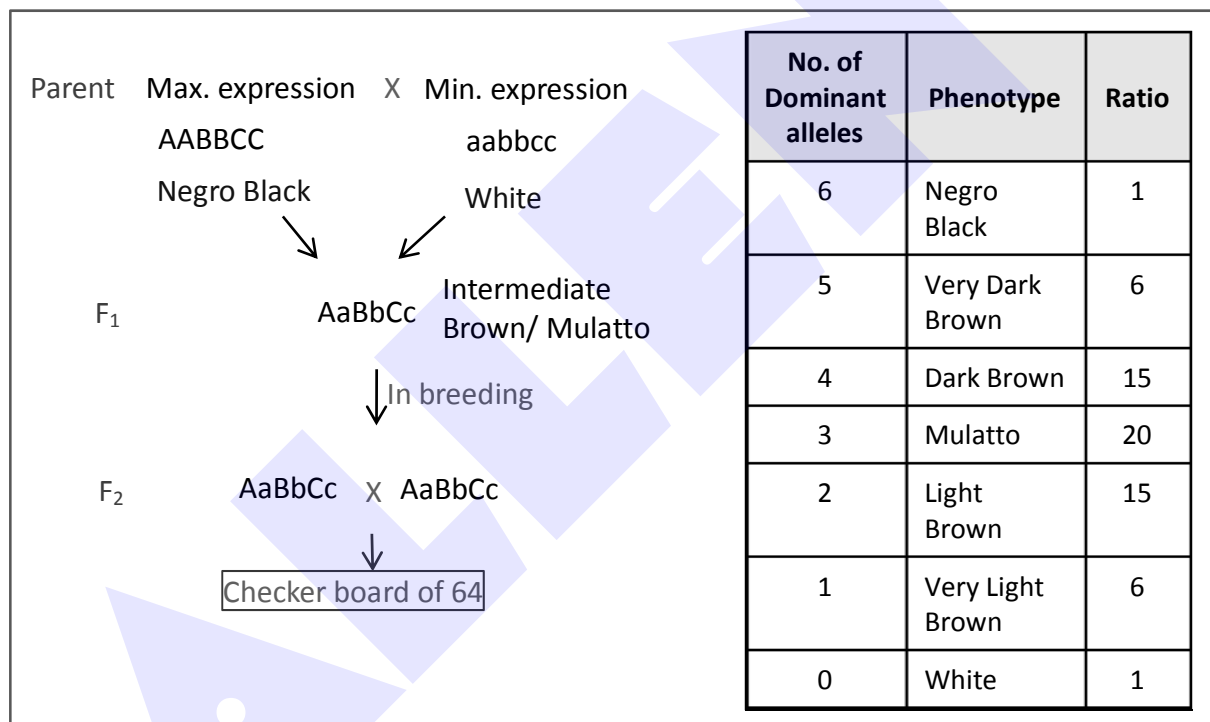 Parent Max. expression X Min. expression
AABBCC aabbcc
Negro Black White
F₁ AaBbCc Intermediate
Brown/ Mulatto
In breeding
F₂ AaBbCc X AaBbCc
Checker board of 64
No. of
Dominant
alleles
Phenotype
Ratio
6 Negro 1
Black
5 Very Dark 6
Brown
4 Dark Brown 15
3 Mulatto 20
2 Light 15
Brown
1 Very Light 6
Brown
0 White 1
ALLEN